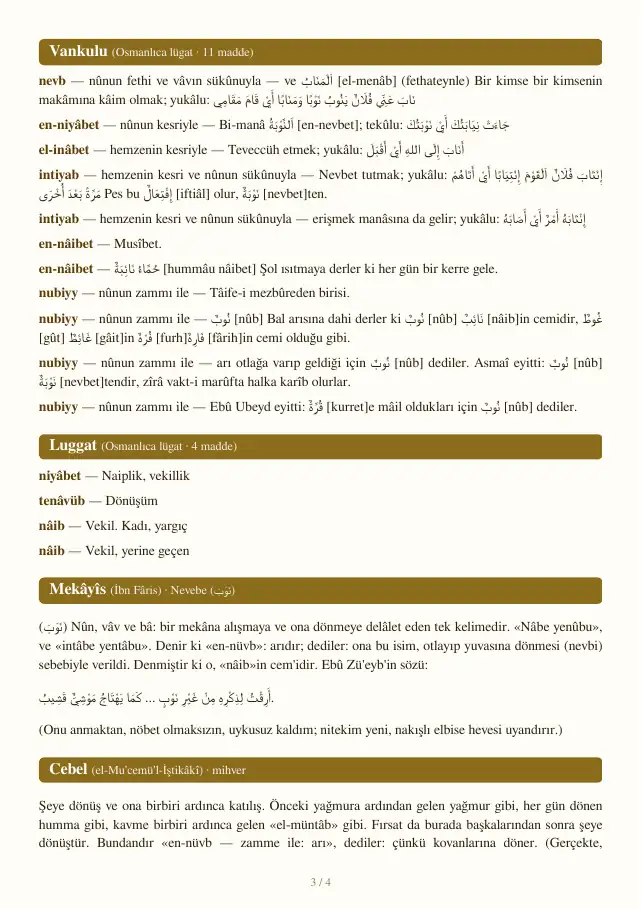 Vankulu (Osmanlıca lügat · 11 madde)
nevb — nûnun fethi ve vâvın sükûnuyla — ve اَلْمَنَابُ [el-menâb] (fethateynle) Bir kimse bir kimsenin
makâmına kâim olmak; yukâlu: نَابَ عَنِّي فُلَانٌ يَنُوبُ نَوْبًا وَمَنَابًا أَيْ قَامَ مَقَامِي
en-niyâbet — nûnun kesriyle — Bi-manâ اَلنَّوْبَةُ [en-nevbet]; tekûlu: جَاءَتْ نِيَابَتُكَ أَيْ نَوْبَتُكَ
el-inâbet — hemzenin kesriyle — Teveccüh etmek; yukâlu: أَنَابَ إِلَى اللهِ أَيْ أَقْبَلَ
intiyab — hemzenin kesri ve nûnun sükûnuyla — Nevbet tutmak; yukâlu: إِنْتَابَ فُلَانٌ اَلْقَوْمَ إِنْتِيَابًا أَيْ أَتَاهُمْ
مَرَّةً بَعْدَ أُخْرَى Pes bu إِفْتِعَالٌ [iftiâl] olur, نَوْبَةٌ [nevbet]ten.
intiyab — hemzenin kesri ve nûnun sükûnuyla — erişmek manâsına da gelir; yukâlu: إِنْتَابَهُ أَمْرٌ أَيْ أَصَابَهُ
en-nâibet — Musîbet.
en-nâibet — حُمَّاءُ نَائِبَةٌ [hummâu nâibet] Şol ısıtmaya derler ki her gün bir kerre gele.
nubiyy — nûnun zammı ile — Tâife-i mezbûreden birisi.
nubiyy — nûnun zammı ile — نُوبٌ [nûb] Bal arısına dahi derler ki نُوبٌ [nûb] نَائِبٌ [nâib]in cemidir, غُوطٌ
[gût] غَائِطٌ [gâit]in فُرْهٌ [furh]فَارِهٌ [fârih]in cemi olduğu gibi.
nubiyy — nûnun zammı ile — arı otlağa varıp geldiği için نُوبٌ [nûb] dediler. Asmaî eyitti: نُوبٌ [nûb]
نَوْبَةٌ [nevbet]tendir, zîrâ vakt-i marûfta halka karîb olurlar.
nubiyy — nûnun zammı ile — Ebû Ubeyd eyitti: قُرَّةٌ [kurret]e mâil oldukları için نُوبٌ [nûb] dediler.
Luggat (Osmanlıca lügat · 4 madde)
niyâbet — Naiplik, vekillik
tenâvüb — Dönüşüm
nâib — Vekil. Kadı, yargıç
nâib — Vekil, yerine geçen
Mekâyîs (İbn Fâris) · Nevebe (نَوَبَ)
(نَوَبَ) Nûn, vâv ve bâ: bir mekâna alışmaya ve ona dönmeye delâlet eden tek kelimedir. «Nâbe yenûbu»,
ve «intâbe yentâbu». Denir ki «en-nüvb»: arıdır; dediler: ona bu isim, otlayıp yuvasına dönmesi (nevbi)
sebebiyle verildi. Denmiştir ki o, «nâib»in cem'idir. Ebû Zü'eyb'in sözü:
أَرِقْتُ لِذِكْرِهِ مِنْ غَيْرِ نَوْبٍ ... كَمَا يَهْتَاجُ مَوْشِيٌّ قَشِيبُ.
(Onu anmaktan, nöbet olmaksızın, uykusuz kaldım; nitekim yeni, nakışlı elbise hevesi uyandırır.)
Cebel (el-Mu'cemü'l-İştikâkî) · mihver
Şeye dönüş ve ona birbiri ardınca katılış. Önceki yağmura ardından gelen yağmur gibi, her gün dönen
humma gibi, kavme birbiri ardınca gelen «el-müntâb» gibi. Fırsat da burada başkalarından sonra şeye
dönüştür. Bundandır «en-nüvb — zamme ile: arı», dediler: çünkü kovanlarına döner. (Gerçekte,
3 / 4